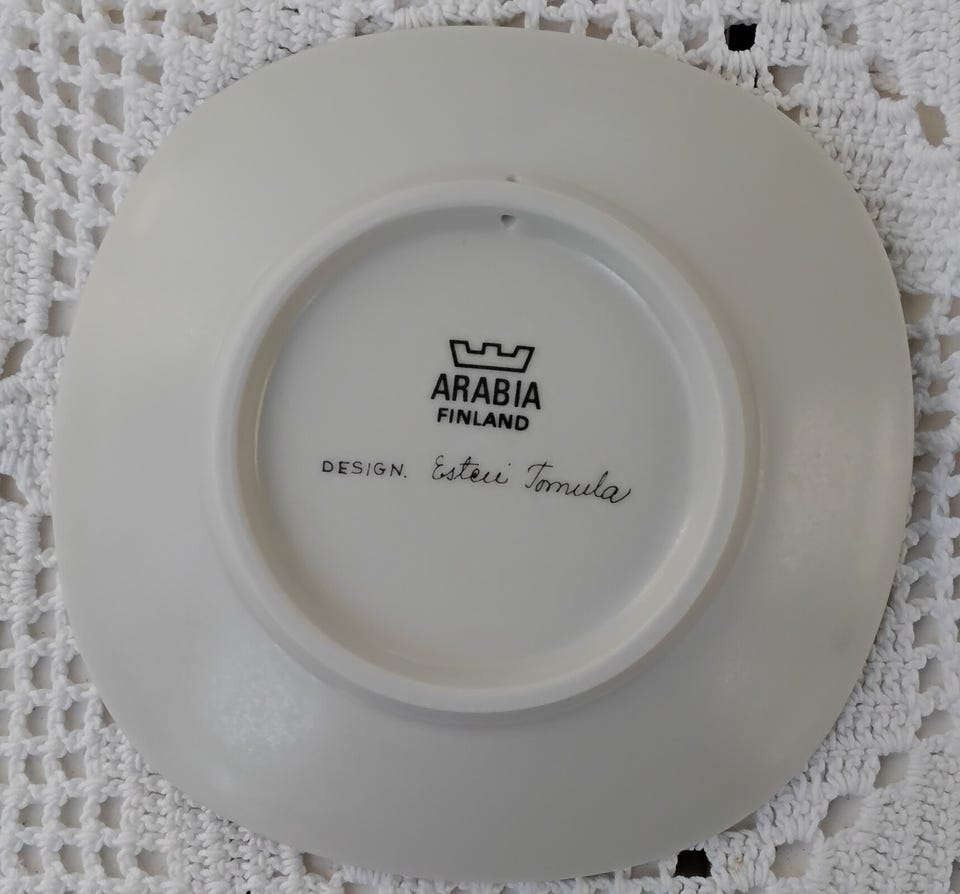 ARABIA
FINLAND
DESIGN. Esteri Tomula